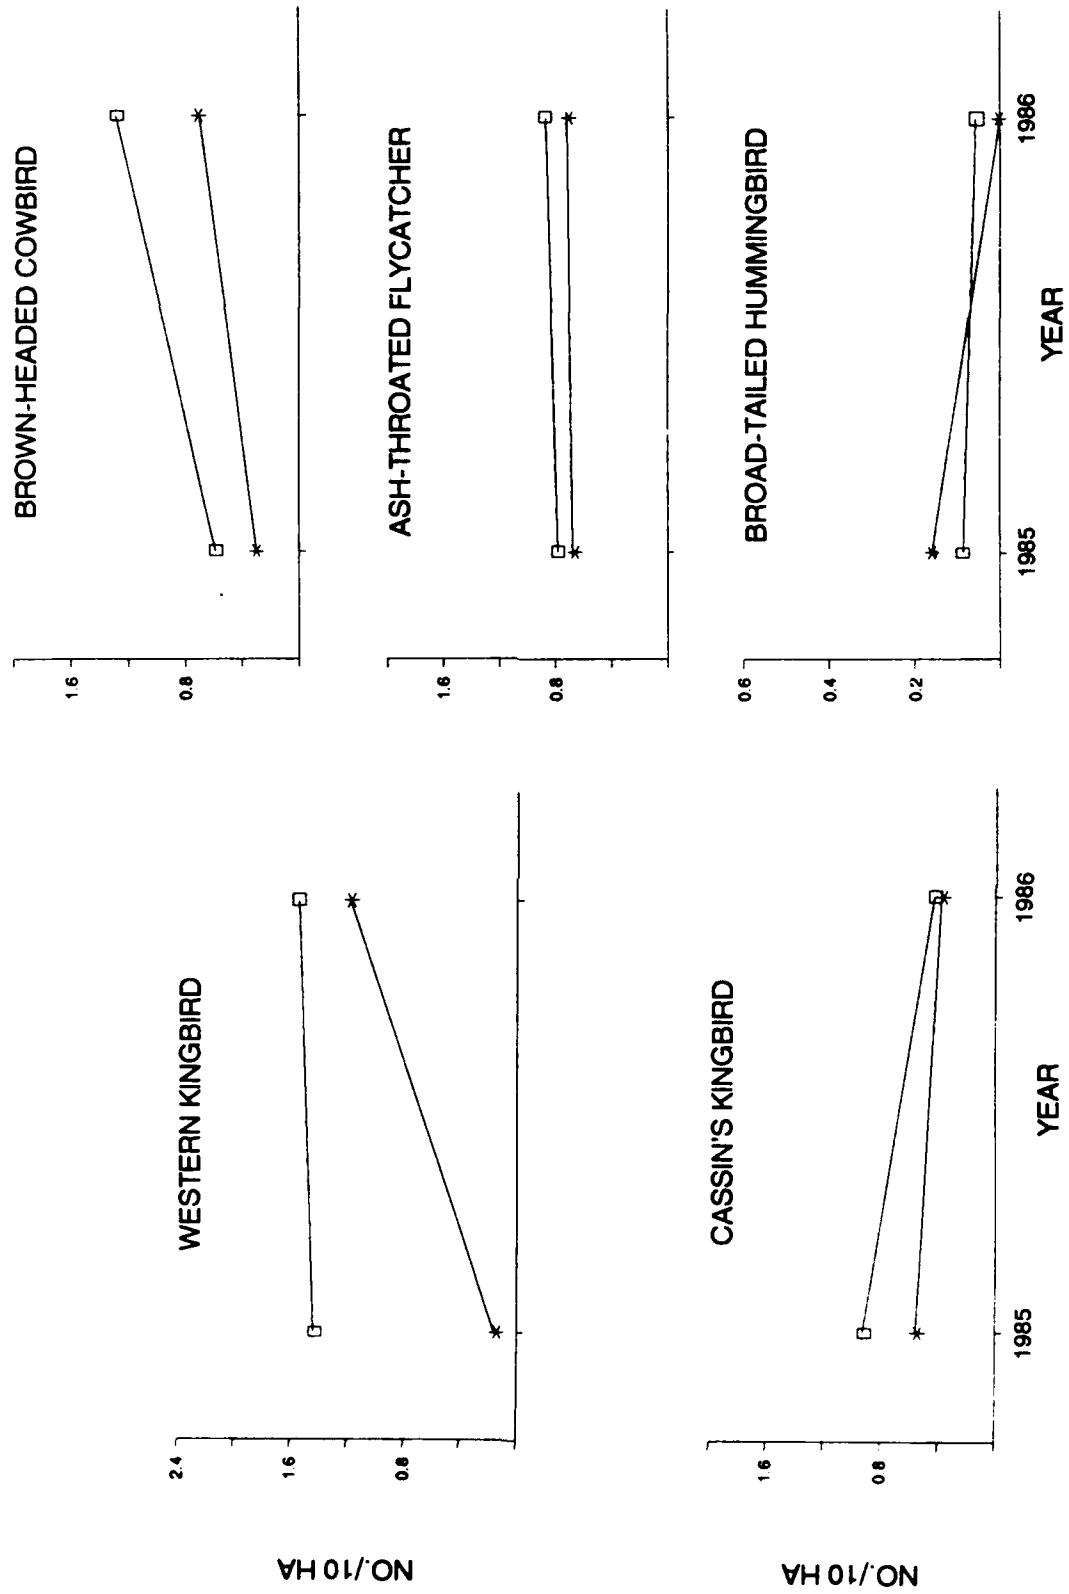 WESTERN KINGBIRD
NO./10 HA
2.4
1.6
0.8
BROWN-HEADED COWBIRD
1.6
0.8
ASH-THROATED FLYCATCHER
1.6
0.8
CASSIN'S KINGBIRD
NO./10 HA
1.6
0.8
1985
1986
YEAR
BROAD-TAILED HUMMINGBIRD
0.6
0.4
0.2
1985
1986
YEAR